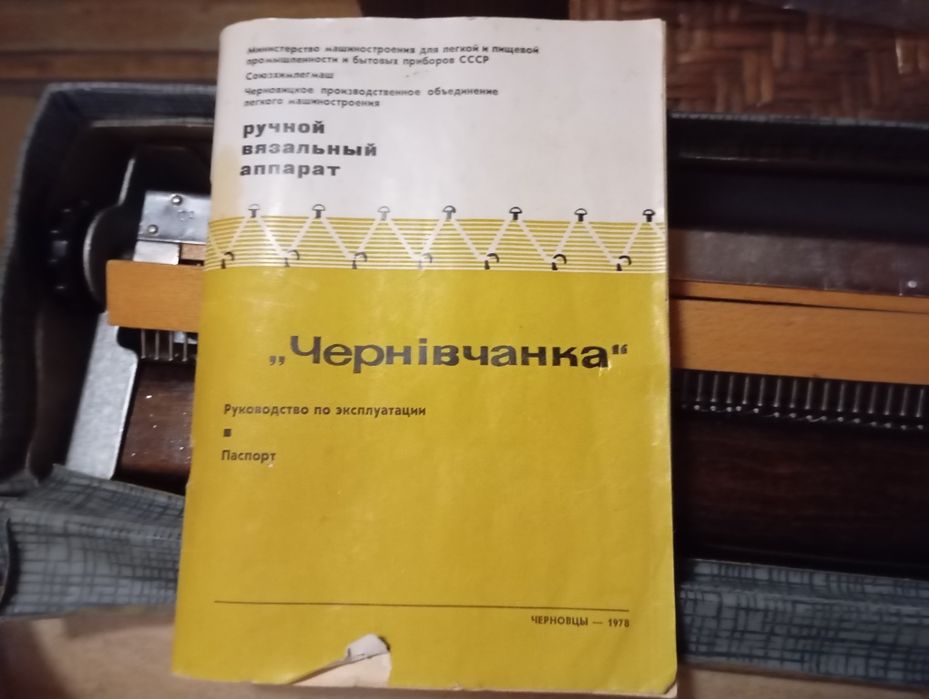 Министерство машиностроения для легкой и пищевой
промышленности и бытовых приборов СССР
Союзхимлегмаш
Черновицкое производственное объединение
легкого машиностроения
ручной
вязальный
аппарат
„Чернівчанка“
Руководство по эксплуатации
Паспорт
ЧЕРНОВЦЫ — 1978